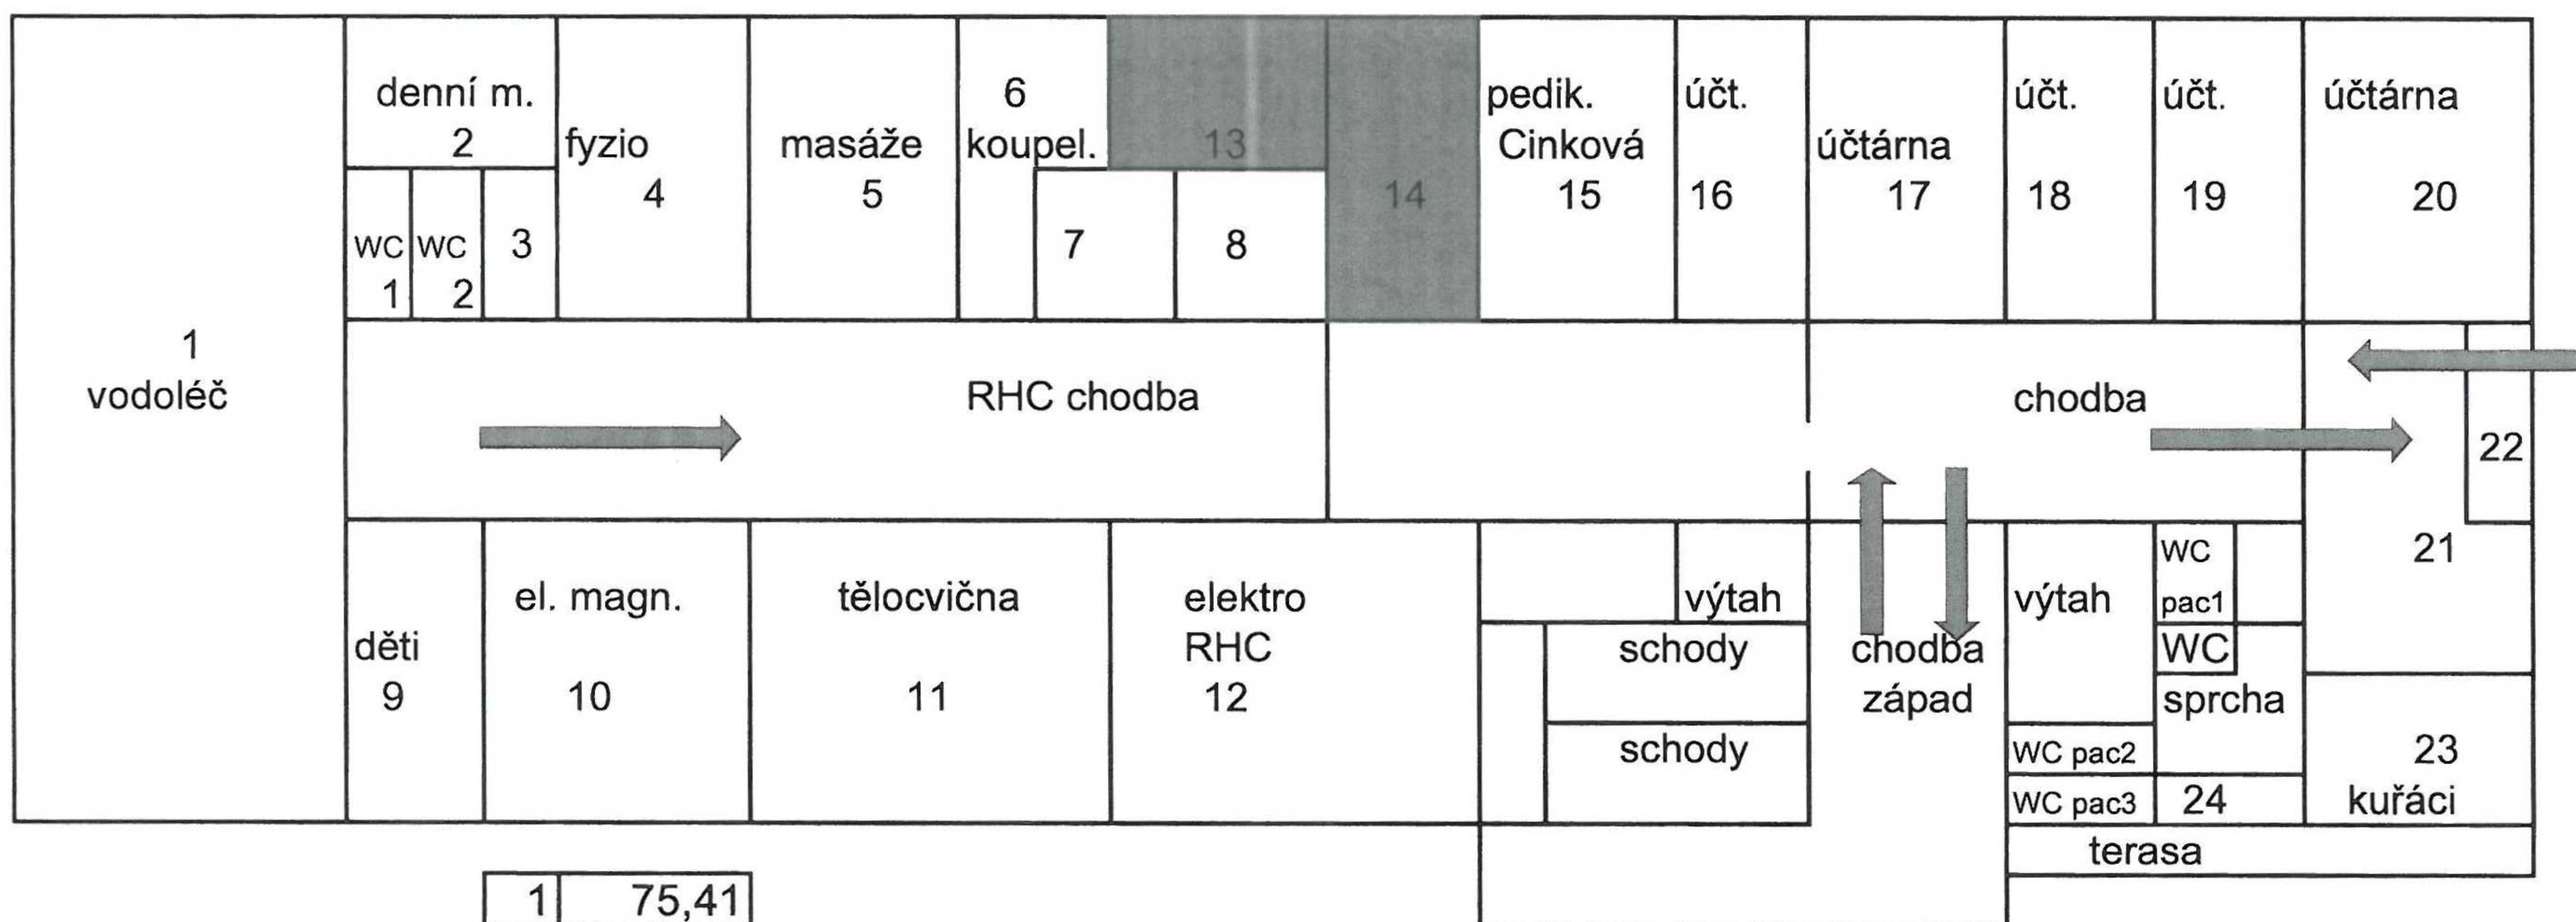 denní m.
2
fyzio
4
masáže
5
6
koupel.
13
14
pedik.
Cinková
15
účt.
16
účtárna
17
účt.
18
účt.
19
účtárna
20
WC
1
WC
2
3
7
8
1
vodoléč
RHC chodba
chodba
22
21
děti
9
el. magn.
10
tělocvična
11
elektro
RHC
12
výtah
schody
schody
chodba
západ
výtah
WC
pac1
WC
sprcha
WC pac2
WC pac3
24
23
kuřáci
terasa
1 75,41